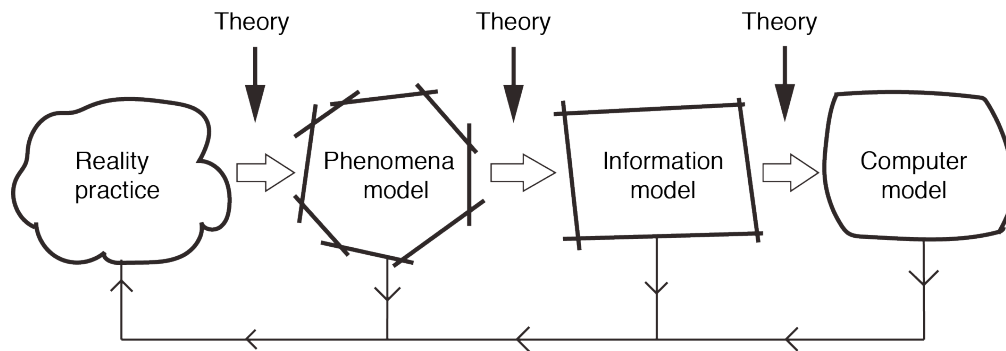 Theory
Theory
Theory
Reality
practice
Phenomena
model
Information
model
Computer
model